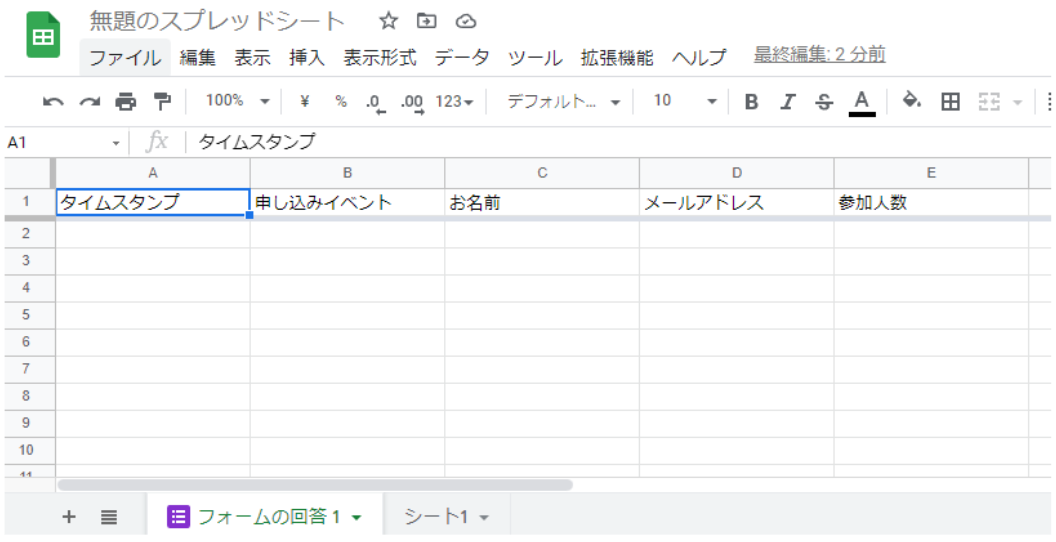 無題のスプレッドシート
ファイル 編集 表示 挿入 表示形式 データ ツール 拡張機能 ヘルプ 最終編集: 2 分前
100% ¥ % .0 .00 123 デフォルト... 10 B I S A
A1 fx タイムスタンプ
A B C D E
1 タイムスタンプ 申し込みイベント お名前 メールアドレス 参加人数
2
3
4
5
6
7
8
9
10
11
+ フォームの回答 1 シート1